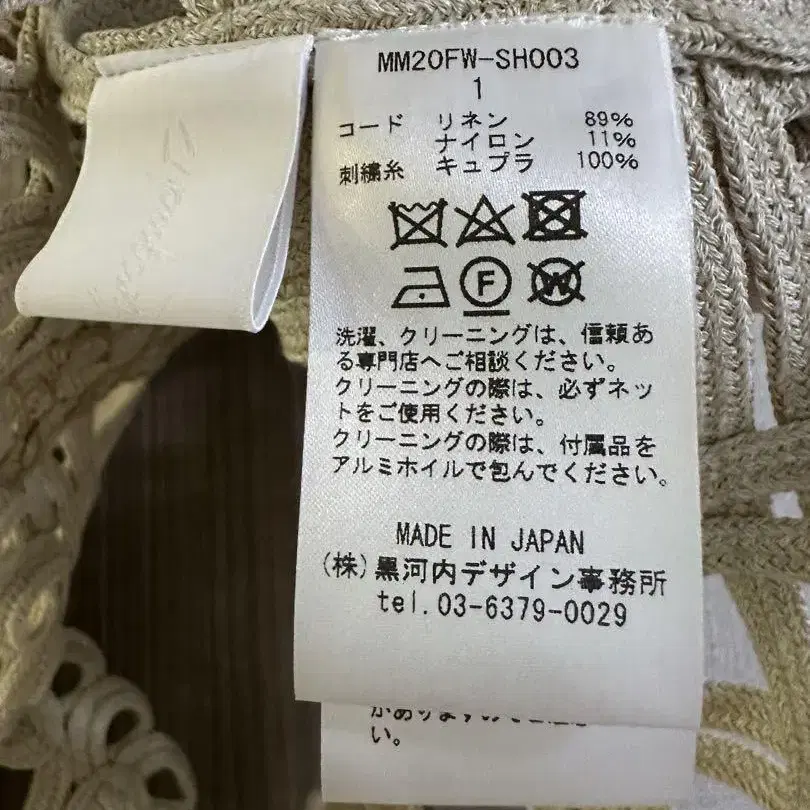 MM20FW-SH003
1
コード リネン 89%
ナイロン 11%
刺繍糸 キュプラ 100%
F W
洗濯、クリーニングは、信頼あ
る専門店へご相談ください。
クリーニングの際は、必ずネッ
トをご使用ください。
クリーニングの際は、付属品を
アルミホイルで包んでください。
MADE IN JAPAN
(株)黒河内デザイン事務所
tel.03-6379-0029
い。